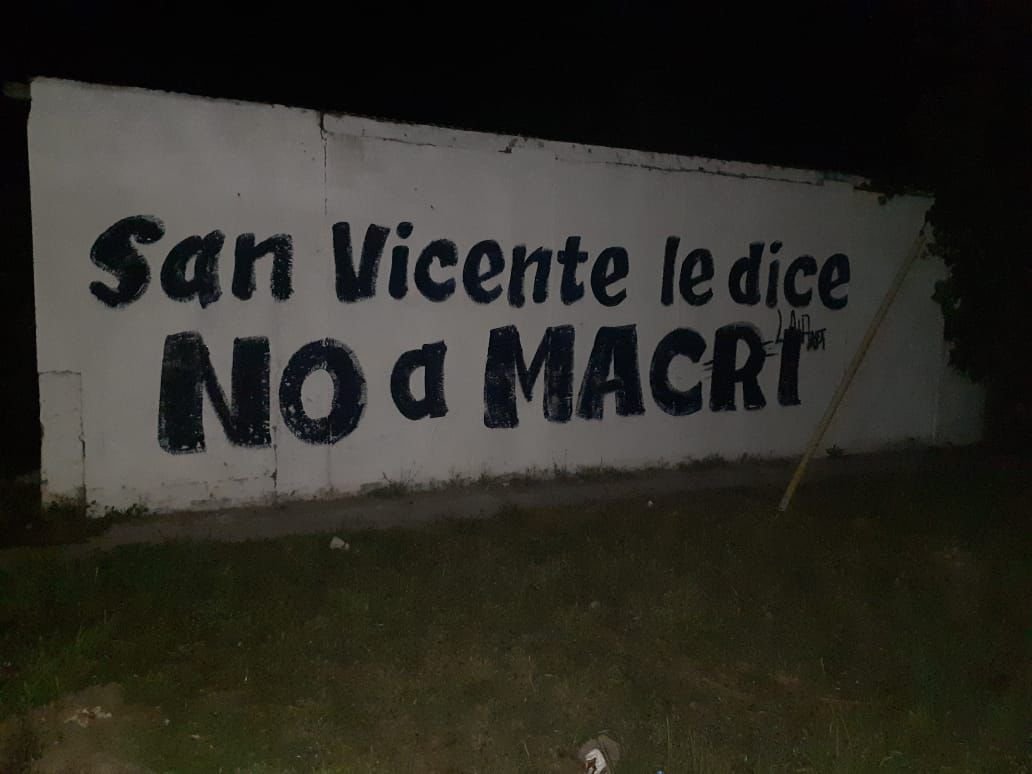 San Vicente le dice
NO a MACRI